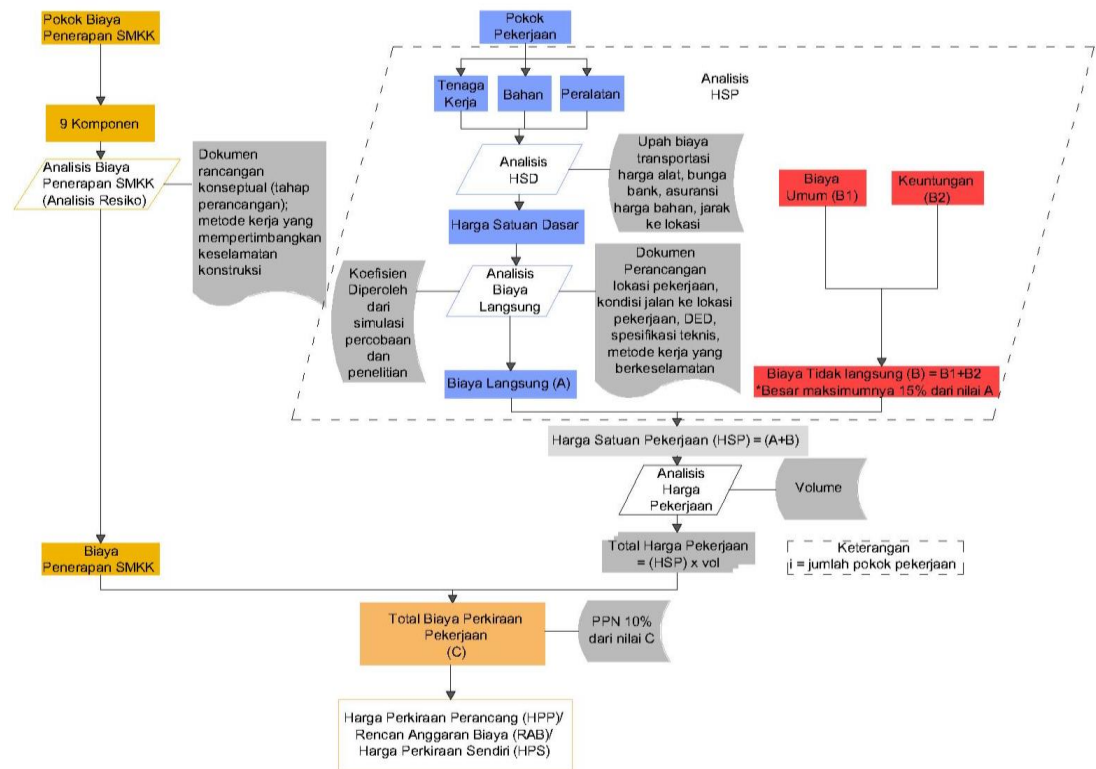 Pokok Biaya
Penerapan SMKK
9 Komponen
Analisis Biaya
Penerapan SMKK
(Analisis Resiko)
Dokumen
rancangan
konseptual (tahap
perancangan);
metode kerja yang
mempertimbangkan
keselamatan
konstruksi
Biaya
Penerapan SMKK
Pokok
Pekerjaan
Tenaga
Kerja
Bahan
Peralatan
Analisis
HSP
Analisis
HSD
Upah biaya
transportasi
harga alat, bunga
bank, asuransi
harga bahan, jarak
ke lokasi
Harga Satuan Dasar
Koefisien
Diperoleh
dari
simulasi
percobaan
dan
penelitian
Analisis
Biaya
Langsung
Dokumen
Perancangan
lokasi pekerjaan,
kondisi jalan ke lokasi
pekerjaan, DED,
spesifikasi teknis,
metode kerja yang
berkeselamatan
Biaya Langsung (A)
Biaya
Umum (B1)
Keuntungan
(B2)
Biaya Tidak langsung (B) = B1+B2
*Besar maksimumnya 15% dari nilai A
Harga Satuan Pekerjaan (HSP) = (A+B)
Analisis
Harga
Pekerjaan
Volume
Total Harga Pekerjaan
= (HSP) x vol
Keterangan
i = jumlah pokok pekerjaan
Total Biaya Perkiraan
Pekerjaan
(C)
PPN 10%
dari nilai C
Harga Perkiraan Perancang (HPP)/
Rencan Anggaran Biaya (RAB)/
Harga Perkiraan Sendiri (HPS)